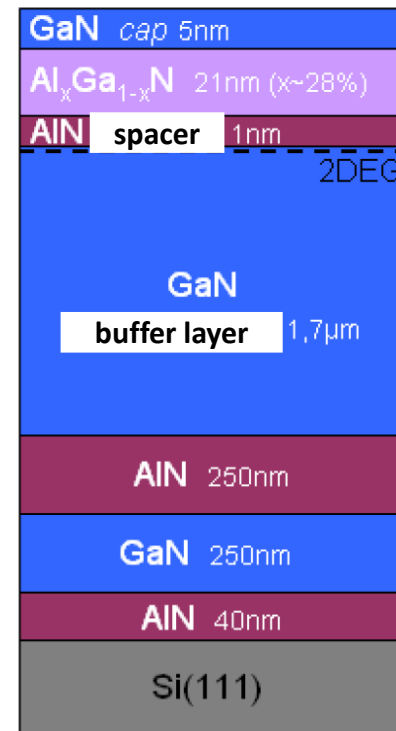 GaN cap 5nm
AlxGa1-xN 21nm (x~28%)
AlN spacer 1nm
2DEG
GaN
buffer layer 1,7µm
AlN 250nm
GaN 250nm
AlN 40nm
Si(111)